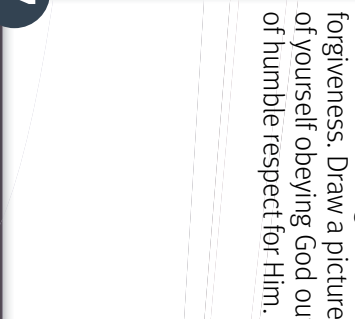 forgiveness. Draw a picture
of yourself obeying God ou
of humble respect for Him.